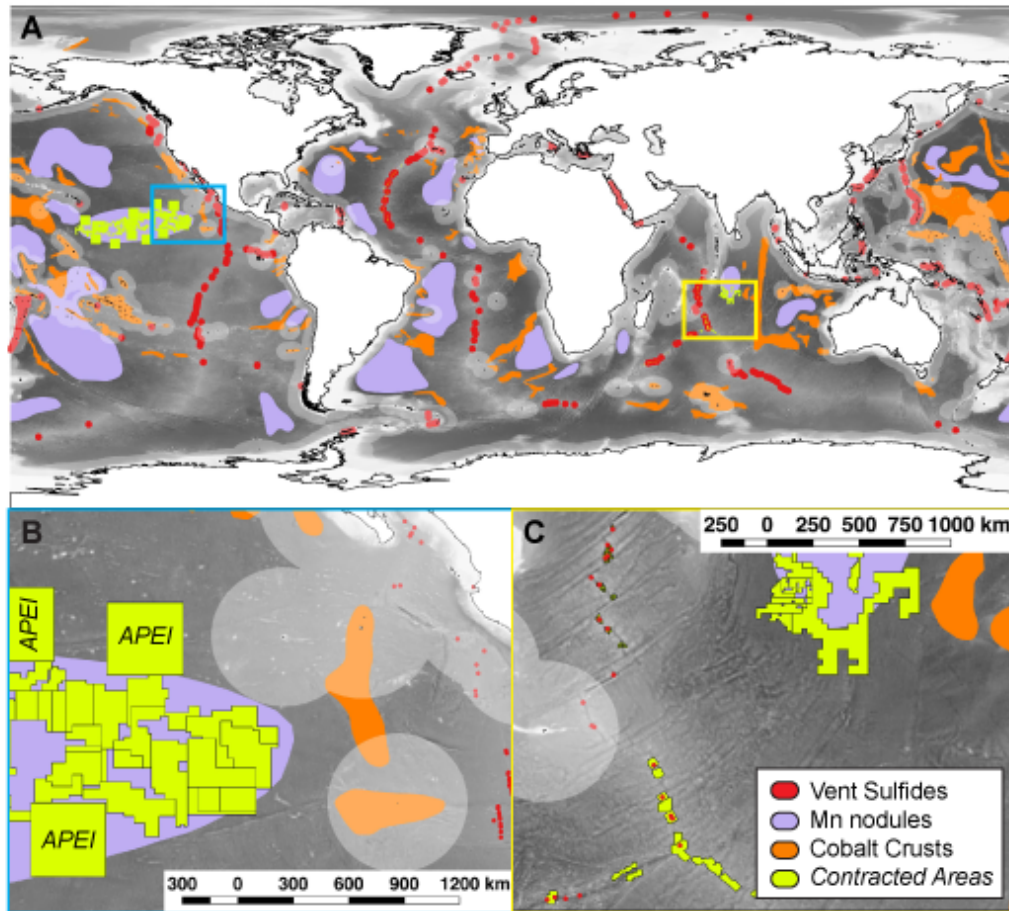 A
B
APEI
APEI
APEI
300 0 300 600 900 1200 km
C
250 0 250 500 750 1000 km
Vent Sulfides
Mn nodules
Cobalt Crusts
Contracted Areas